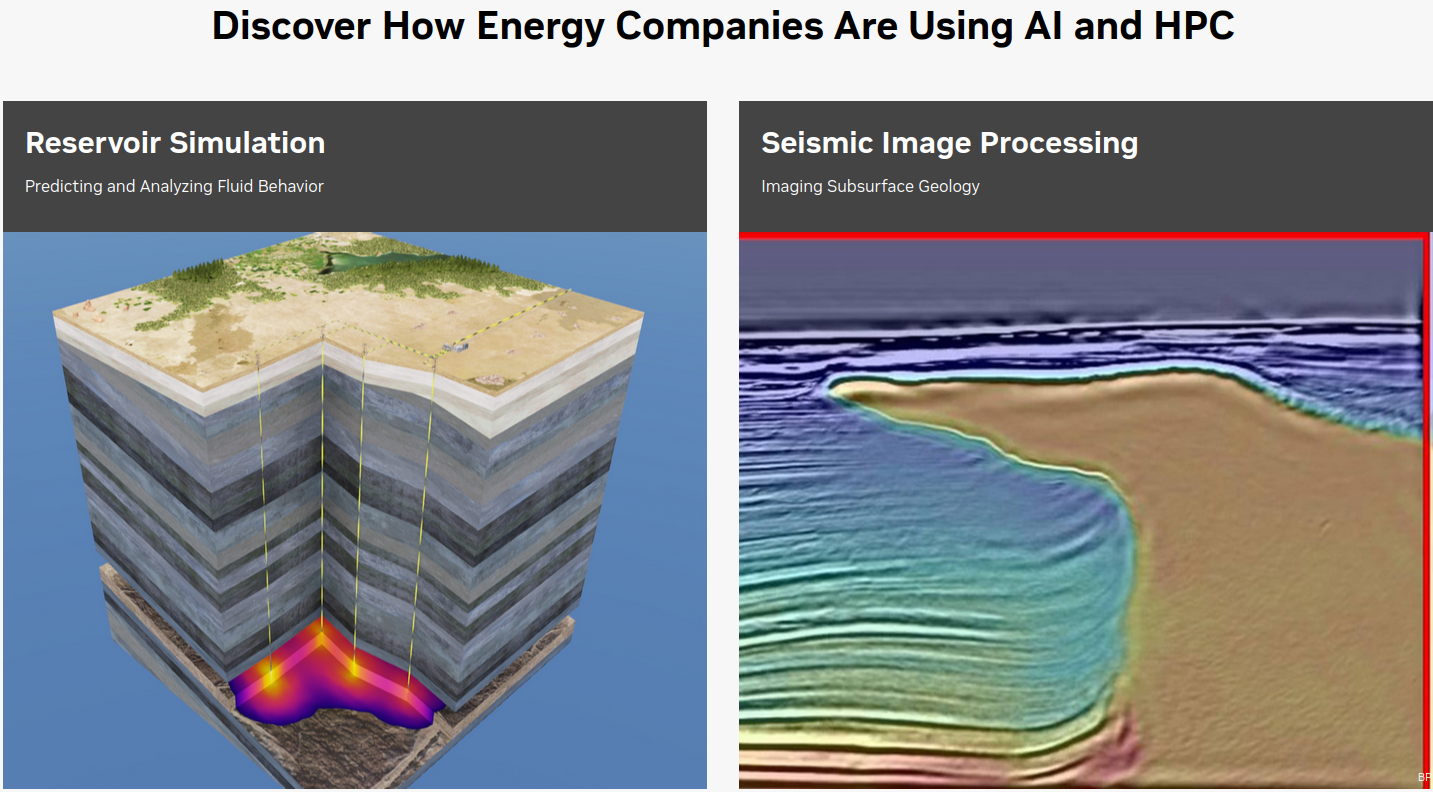 Discover How Energy Companies Are Using AI and HPC
Reservoir Simulation
Predicting and Analyzing Fluid Behavior
Seismic Image Processing
Imaging Subsurface Geology